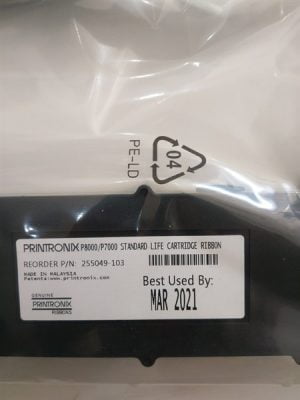 04
PE-LD
PRINTRONIX P8000/P7000 STANDARD LIFE CARTRIDGE RIBBON
REORDER P/N: 255049-103
MADE IN MALAYSIA
Patents:www.printronix.com
Best Used By:
MAR 2021
GENUINE
PRINTRONIX
RIBBONS